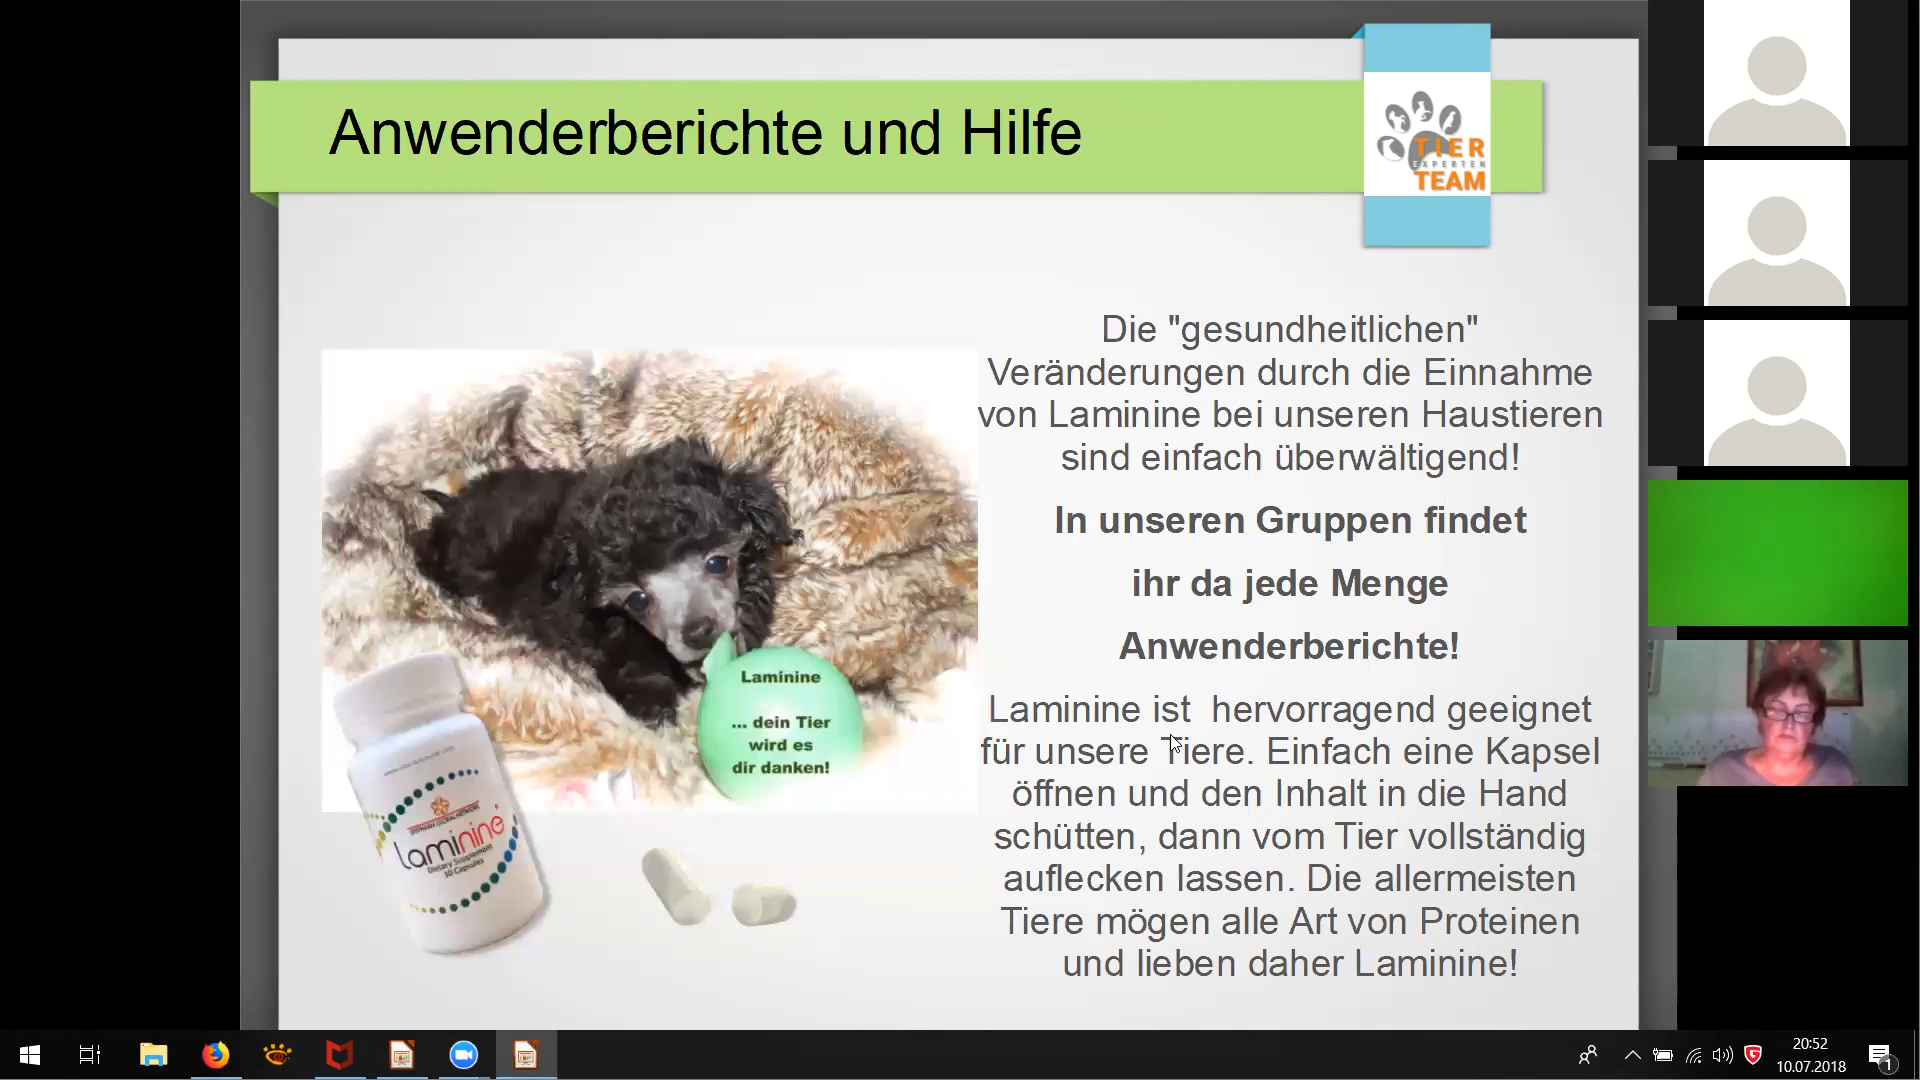 Anwenderberichte und Hilfe
TIER
EXPERTEN
TEAM
Die "gesundheitlichen"
Veränderungen durch die Einnahme
von Laminine bei unseren Haustieren
sind einfach überwältigend!
In unseren Gruppen findet
ihr da jede Menge
Anwenderberichte!
Laminine ist hervorragend geeignet
für unsere Tiere. Einfach eine Kapsel
öffnen und den Inhalt in die Hand
schütten, dann vom Tier vollständig
auflecken lassen. Die allermeisten
Tiere mögen alle Art von Proteinen
und lieben daher Laminine!
Laminine
... dein Tier
wird es
dir danken!
Laminine
Dietary Supplement
30 Capsules
20:52
10.07.2018
1